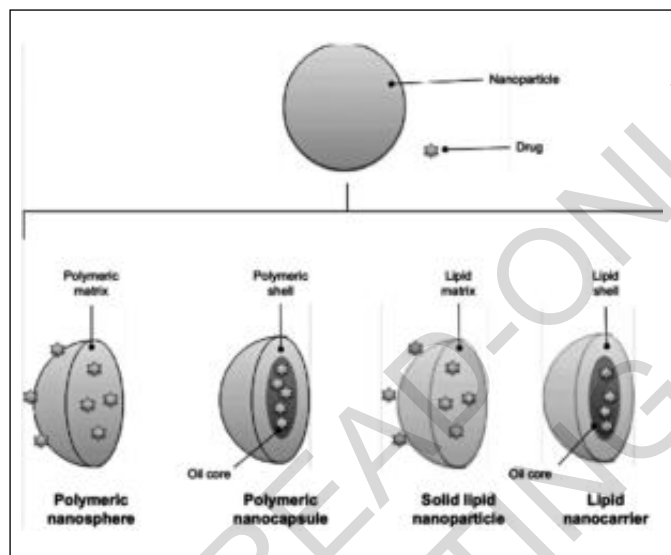 Nanoparticle
Drug
Polymeric
matrix
Polymeric
shell
Lipid
matrix
Lipid
shell
Oil core
Oil core
Polymeric
nanosphere
Polymeric
nanocapsule
Solid lipid
nanoparticle
Lipid
nanocarrier